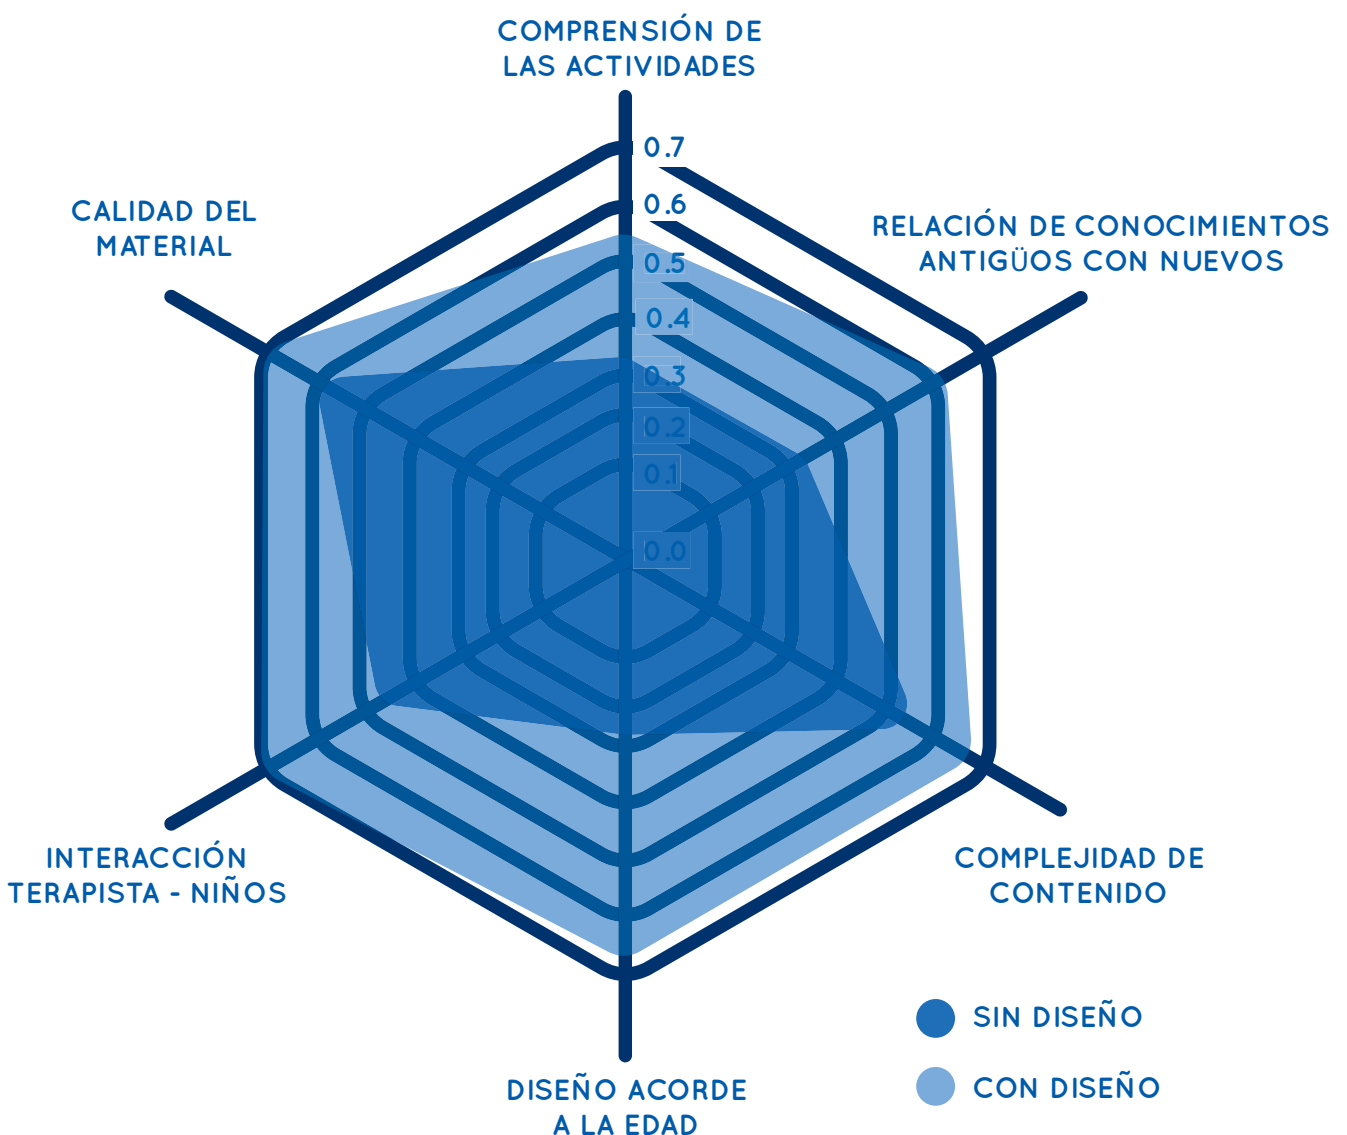 COMPRENSIÓN DE
LAS ACTIVIDADES
0.7
0.6
0.5
0.4
0.3
0.2
0.1
0.0
CALIDAD DEL
MATERIAL
RELACIÓN DE CONOCIMIENTOS
ANTIGÜOS CON NUEVOS
INTERACCIÓN
TERAPISTA - NIÑOS
COMPLEJIDAD DE
CONTENIDO
DISEÑO ACORDE
A LA EDAD
SIN DISEÑO
CON DISEÑO